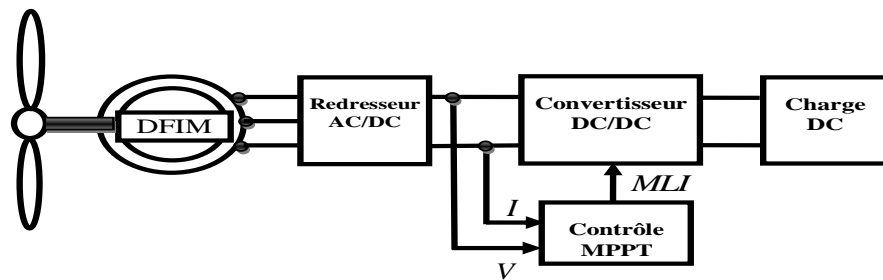 DFIM
Redresseur
AC/DC
Convertisseur
DC/DC
Charge
DC
MLI
I
V
Contrôle
MPPT